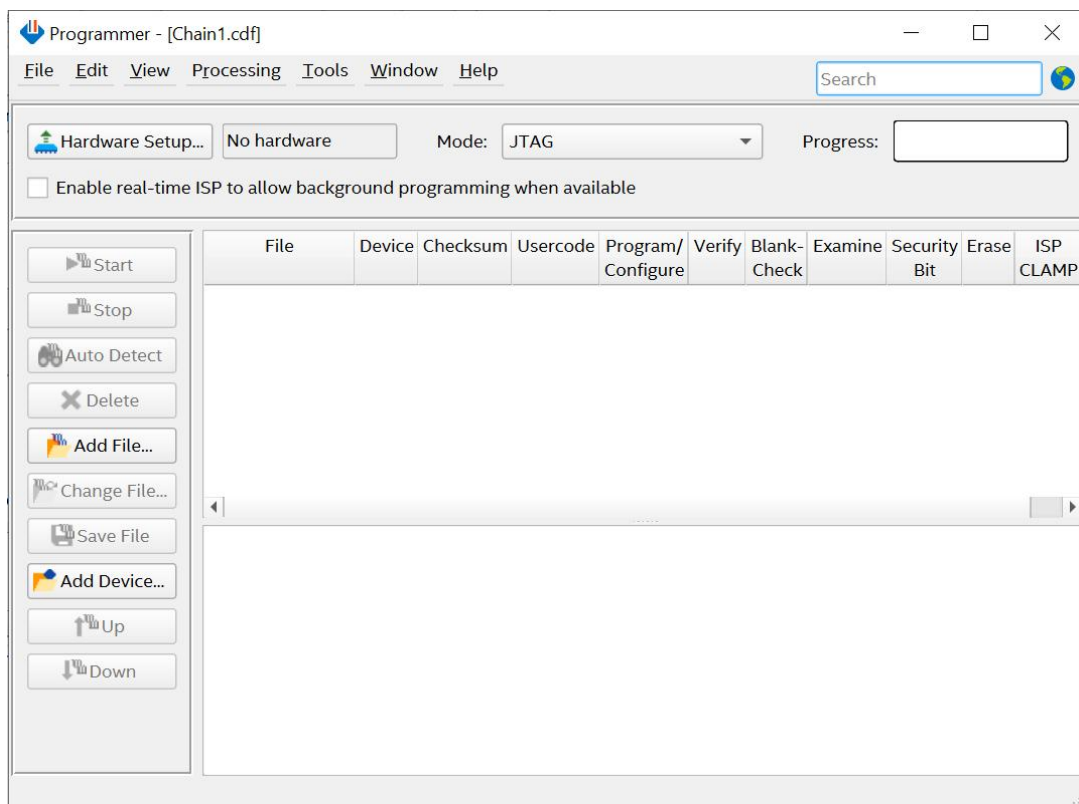 Programmer - [Chain1.cdf]
File Edit View Processing Tools Window Help
Search
Hardware Setup... No hardware Mode: JTAG Progress:
Enable real-time ISP to allow background programming when available
File Device Checksum Usercode Program/ Verify Blank- Examine Security Erase ISP
Configure Check Bit CLAMP
Start
Stop
Auto Detect
Delete
Add File...
Change File...
Save File
Add Device...
Up
Down